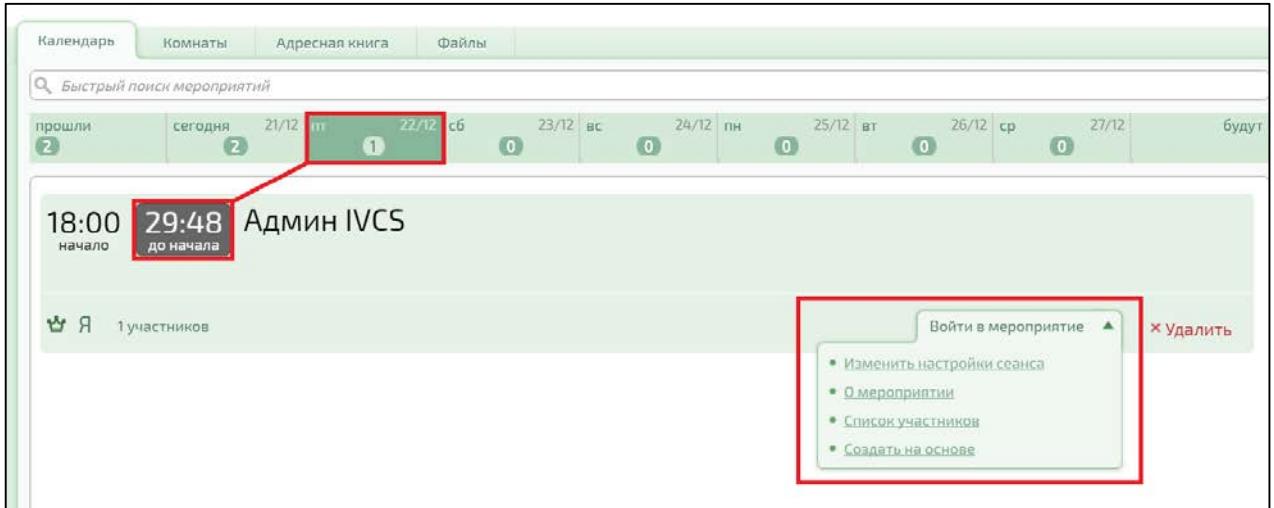 Календарь Комнаты Адресная книга Файлы
Быстрый поиск мероприятий
прошли сегодня 21/12 пт 22/12 сб 23/12 вс 24/12 пн 25/12 вт 26/12 ср 27/12 будут
2 2 1 0 0 0 0 0
18:00 29:48 Админ IVCS
начало до начала
Я 1 участников Войти в мероприятие ▲ × Удалить
• Изменить настройки сеанса
• О мероприятии
• Список участников
• Создать на основе